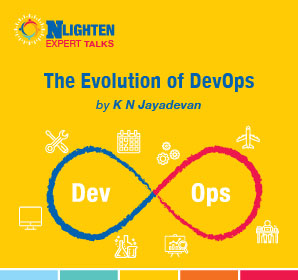 NLIGHTEN
EXPERT TALKS
The Evolution of DevOps
by K N Jayadevan
Dev
Ops